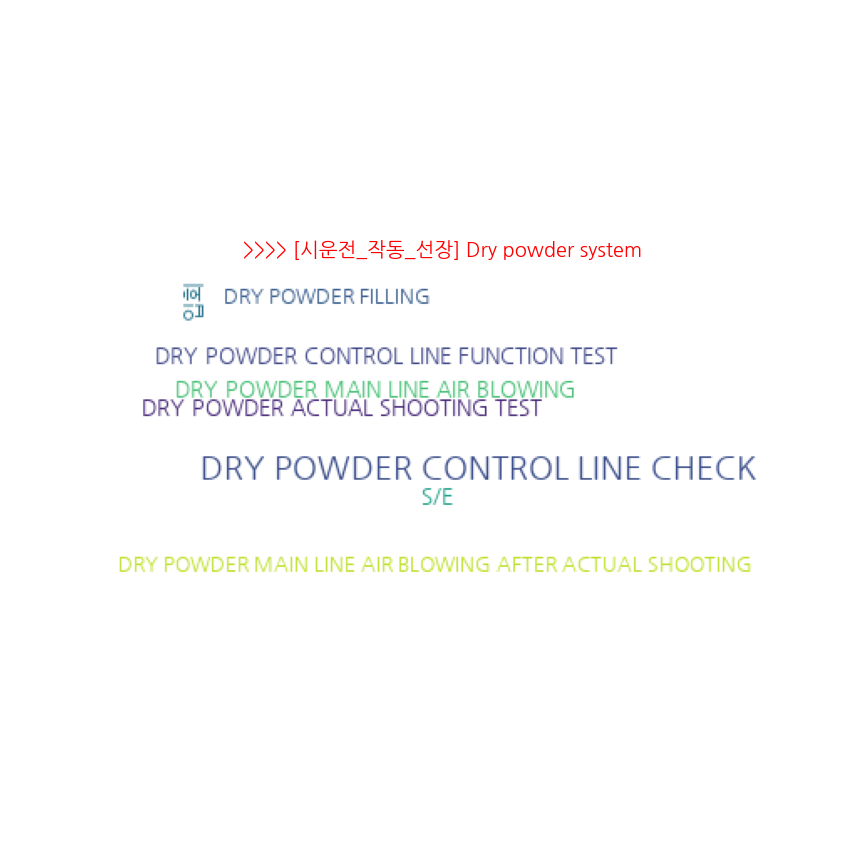 >>>> [시운전_작동_선장] Dry powder system
입회
DRY POWDER FILLING
DRY POWDER CONTROL LINE FUNCTION TEST
DRY POWDER MAIN LINE AIR BLOWING
DRY POWDER ACTUAL SHOOTING TEST
DRY POWDER CONTROL LINE CHECK
S/E
DRY POWDER MAIN LINE AIR BLOWING AFTER ACTUAL SHOOTING